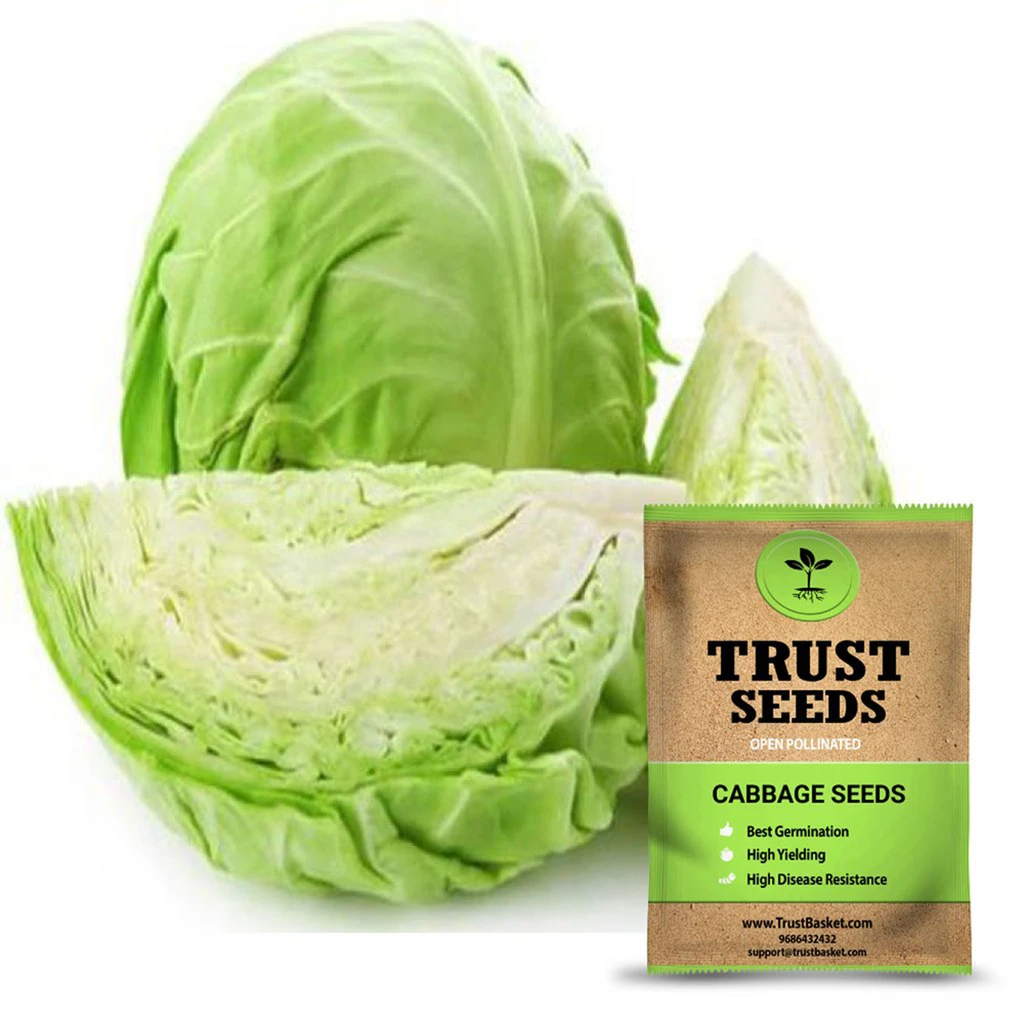 TRUST
SEEDS
OPEN POLLINATED
CABBAGE SEEDS
Best Germination
High Yielding
High Disease Resistance
www.TrustBasket.com
9686432432
support@trustbasket.com